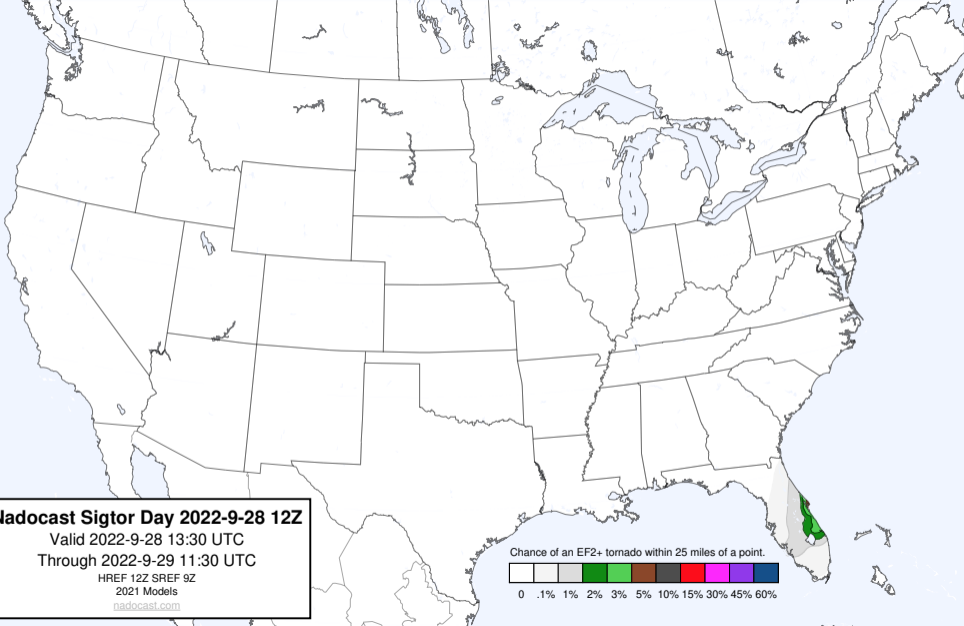 Nadocast Sigtor Day 2022-9-28 12Z
Valid 2022-9-28 13:30 UTC
Through 2022-9-29 11:30 UTC
HREF 12Z SREF 9Z
2021 Models
nadocast.com
Chance of an EF2+ tornado within 25 miles of a point.
0 .1% 1% 2% 3% 5% 10% 15% 30% 45% 60%